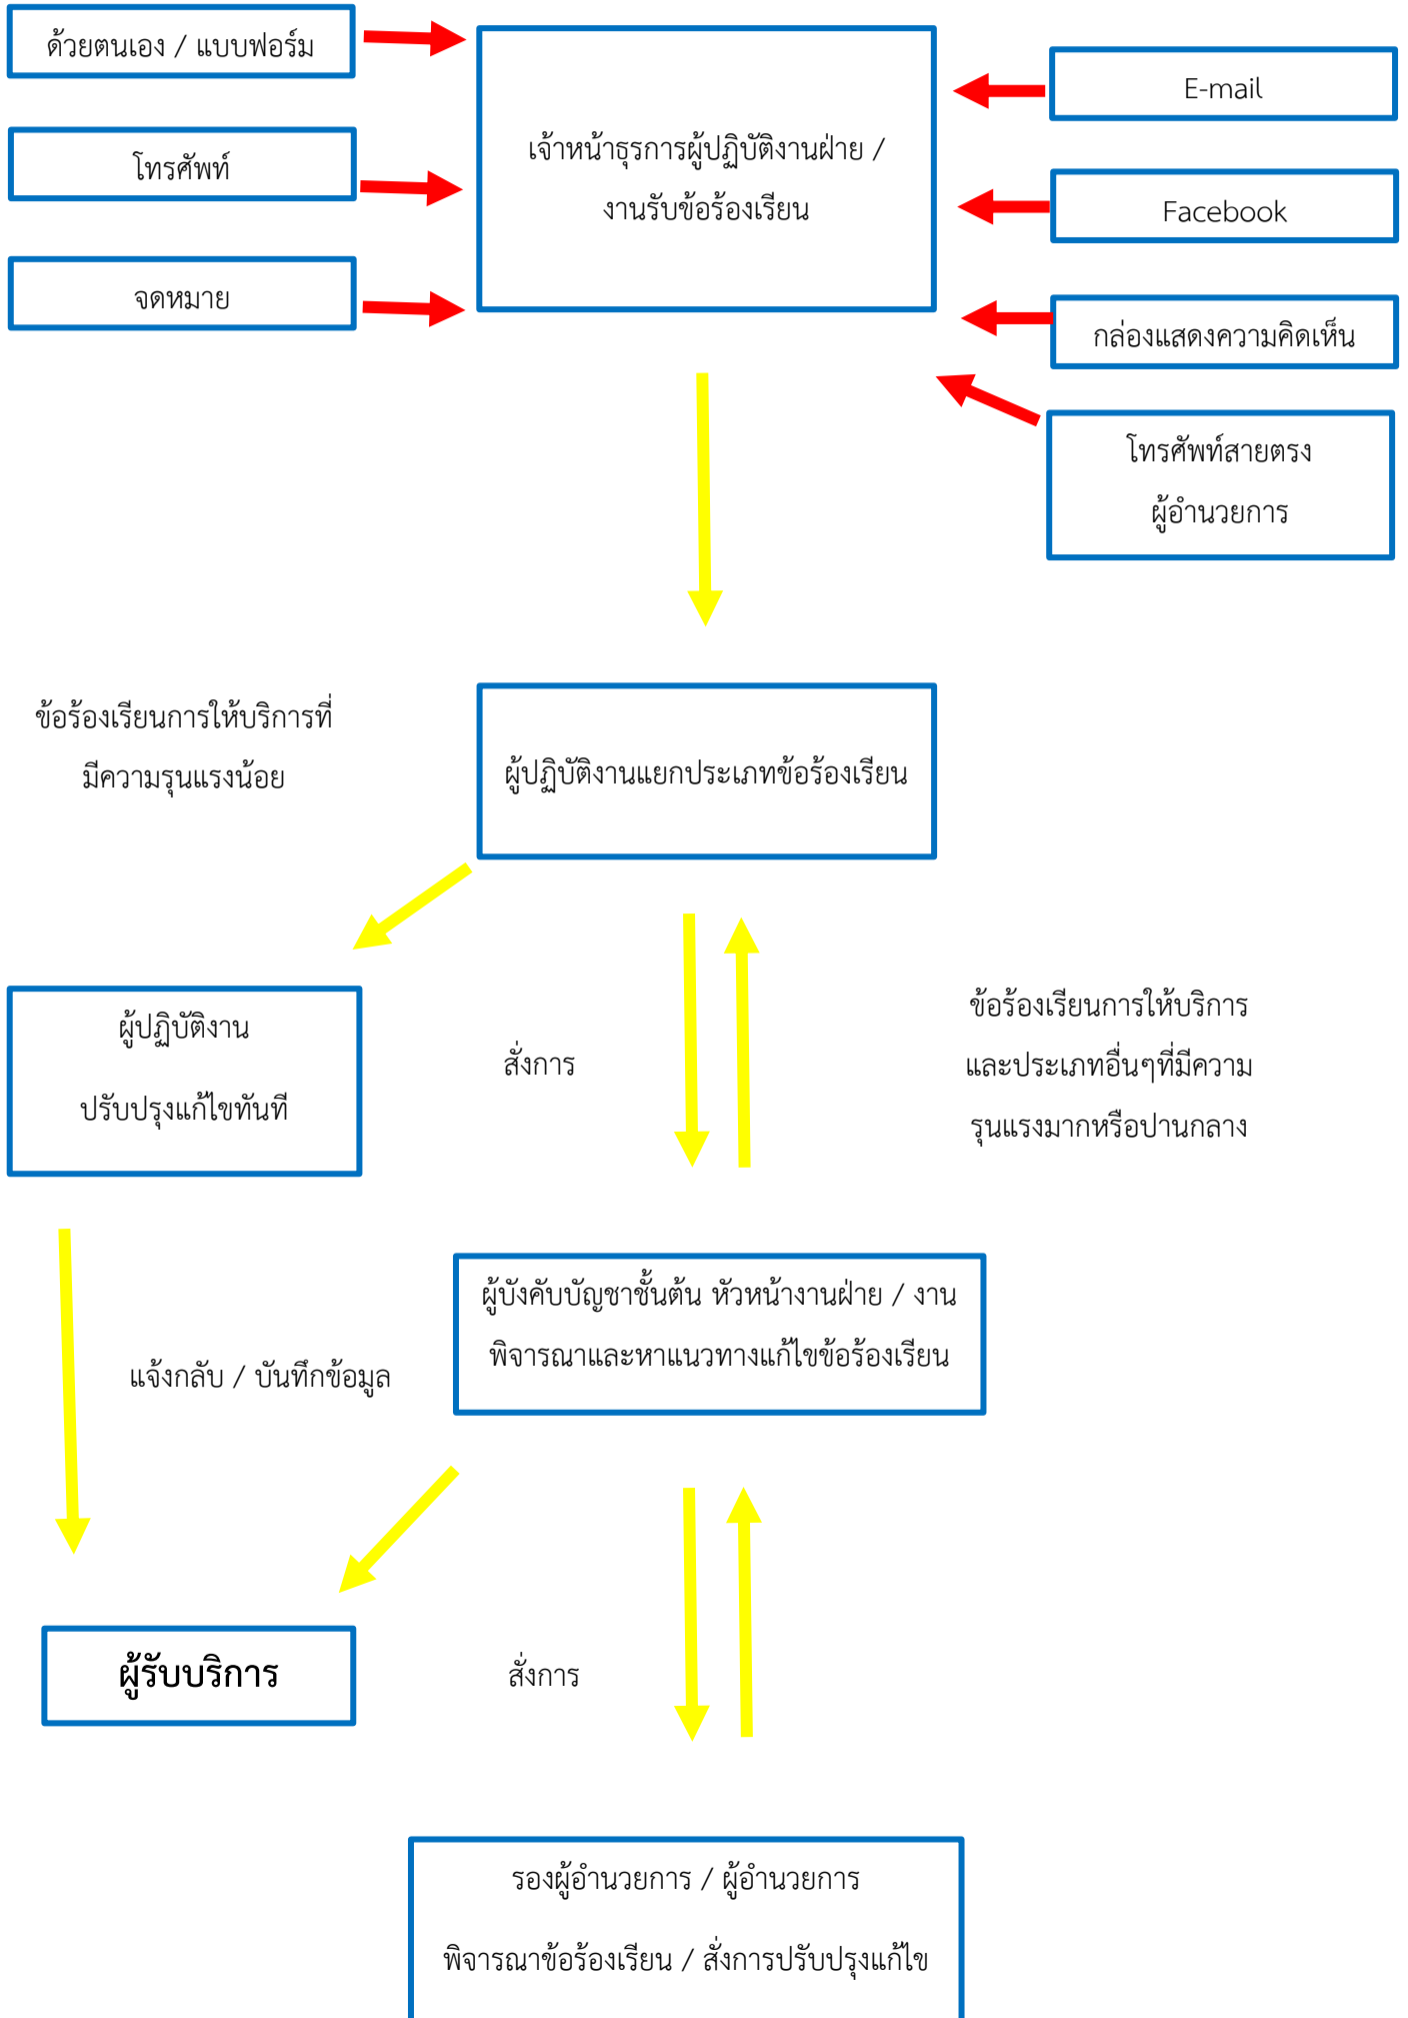 ด้วยตนเอง / แบบฟอร์ม
โทรศัพท์
จดหมาย
เจ้าหน้าธุรการผู้ปฏิบัติงานฝ่าย /
งานรับข้อร้องเรียน
E-mail
Facebook
กล่องแสดงความคิดเห็น
โทรศัพท์สายตรง
ผู้อำนวยการ
ข้อร้องเรียนการให้บริการที่
มีความรุนแรงน้อย
ผู้ปฏิบัติงานแยกประเภทข้อร้องเรียน
ผู้ปฏิบัติงาน
ปรับปรุงแก้ไขทันที
สั่งการ
ข้อร้องเรียนการให้บริการ
และประเภทอื่นๆที่มีความ
รุนแรงมากหรือปานกลาง
ผู้บังคับบัญชาชั้นต้น หัวหน้างานฝ่าย / งาน
พิจารณาและหาแนวทางแก้ไขข้อร้องเรียน
แจ้งกลับ / บันทึกข้อมูล
ผู้รับบริการ
สั่งการ
รองผู้อำนวยการ / ผู้อำนวยการ
พิจารณาข้อร้องเรียน / สั่งการปรับปรุงแก้ไข